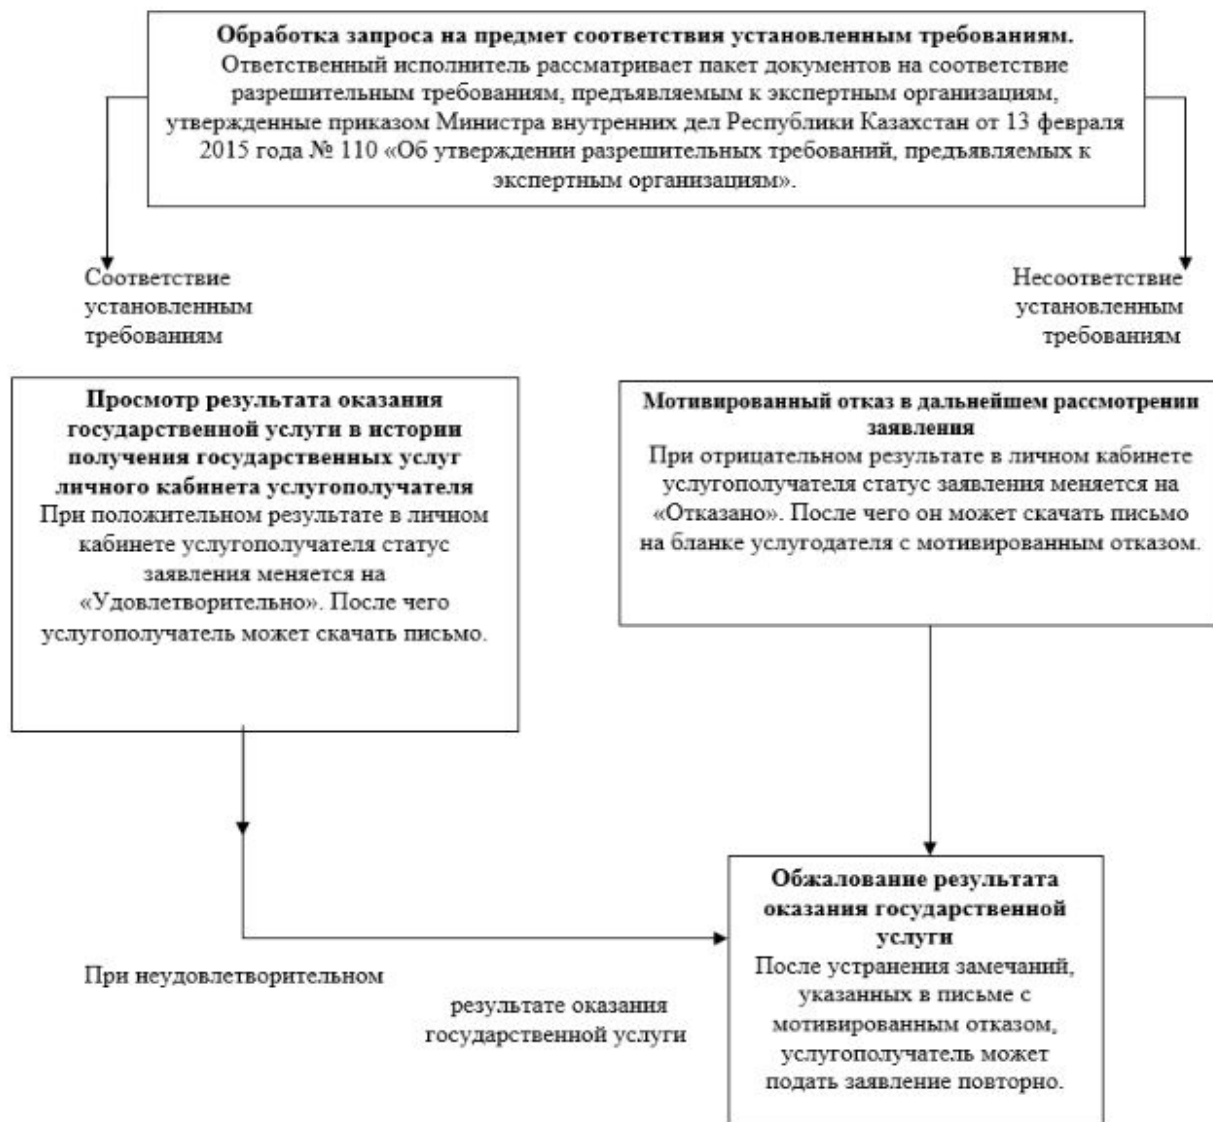 Обработка запроса на предмет соответствия установленным требованиям.
Ответственный исполнитель рассматривает пакет документов на соответствие
разрешительным требованиям, предъявляемым к экспертным организациям,
утвержденные приказом Министра внутренних дел Республики Казахстан от 13 февраля
2015 года № 110 «Об утверждении разрешительных требований, предъявляемых к
экспертным организациям».
Соответствие
установленным
требованиям
Несоответствие
установленным
требованиям
Просмотр результата оказания
государственной услуги в истории
получения государственных услуг
личного кабинета услугополучателя
При положительном результате в личном
кабинете услугополучателя статус
заявления меняется на
«Удовлетворительно». После чего
услугополучатель может скачать письмо.
Мотивированный отказ в дальнейшем рассмотрении
заявления
При отрицательном результате в личном кабинете
услугополучателя статус заявления меняется на
«Отказано». После чего он может скачать письмо
на бланке услугодателя с мотивированным отказом.
При неудовлетворительном
результате оказания
государственной услуги
Обжалование результата
оказания государственной
услуги
После устранения замечаний,
указанных в письме с
мотивированным отказом,
услугополучатель может
подать заявление повторно.